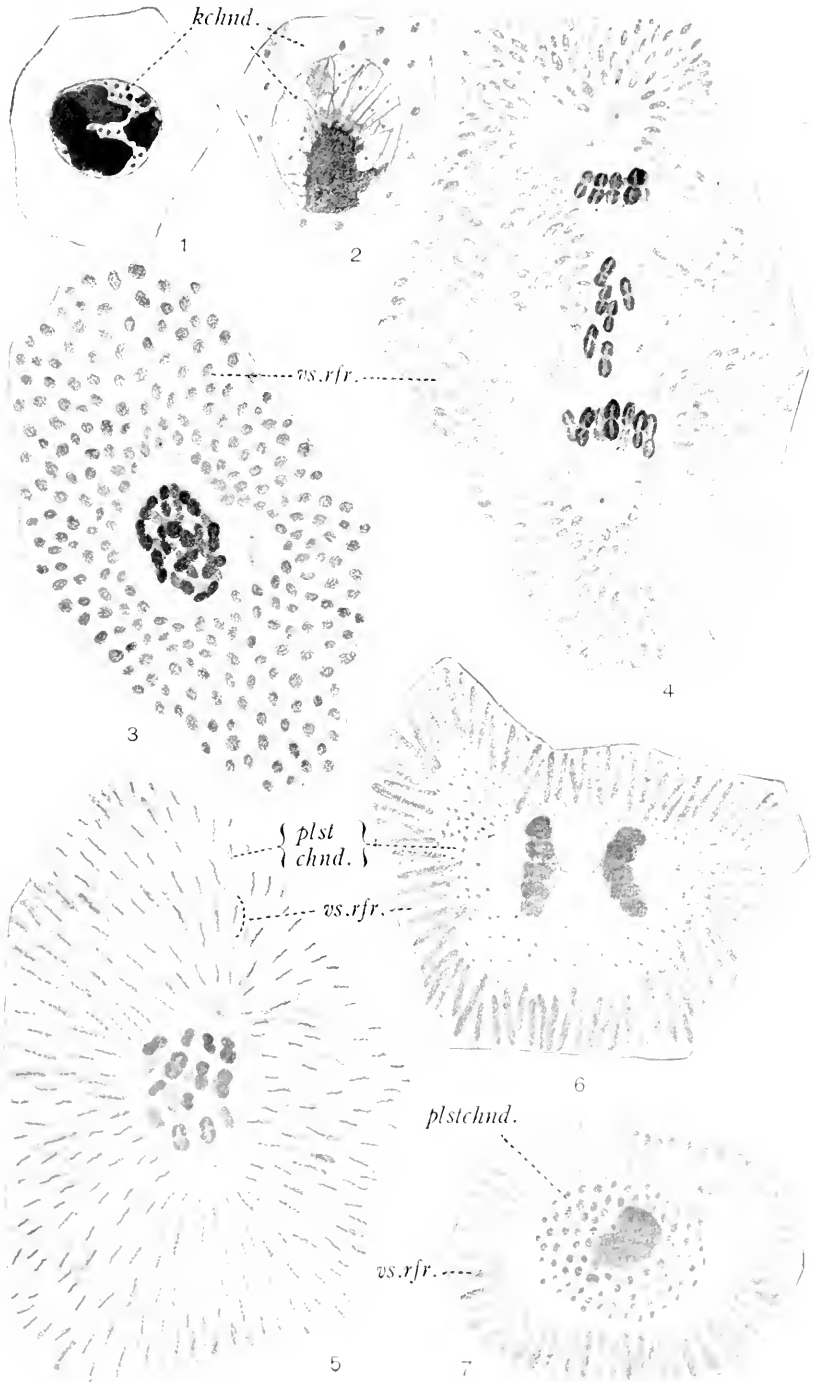 kchnd.
1
2
vs.rfr.
3
4
{ plst }
{ chnd. }
vs.rfr.
6
plstchnd.
vs.rfr.
5
7